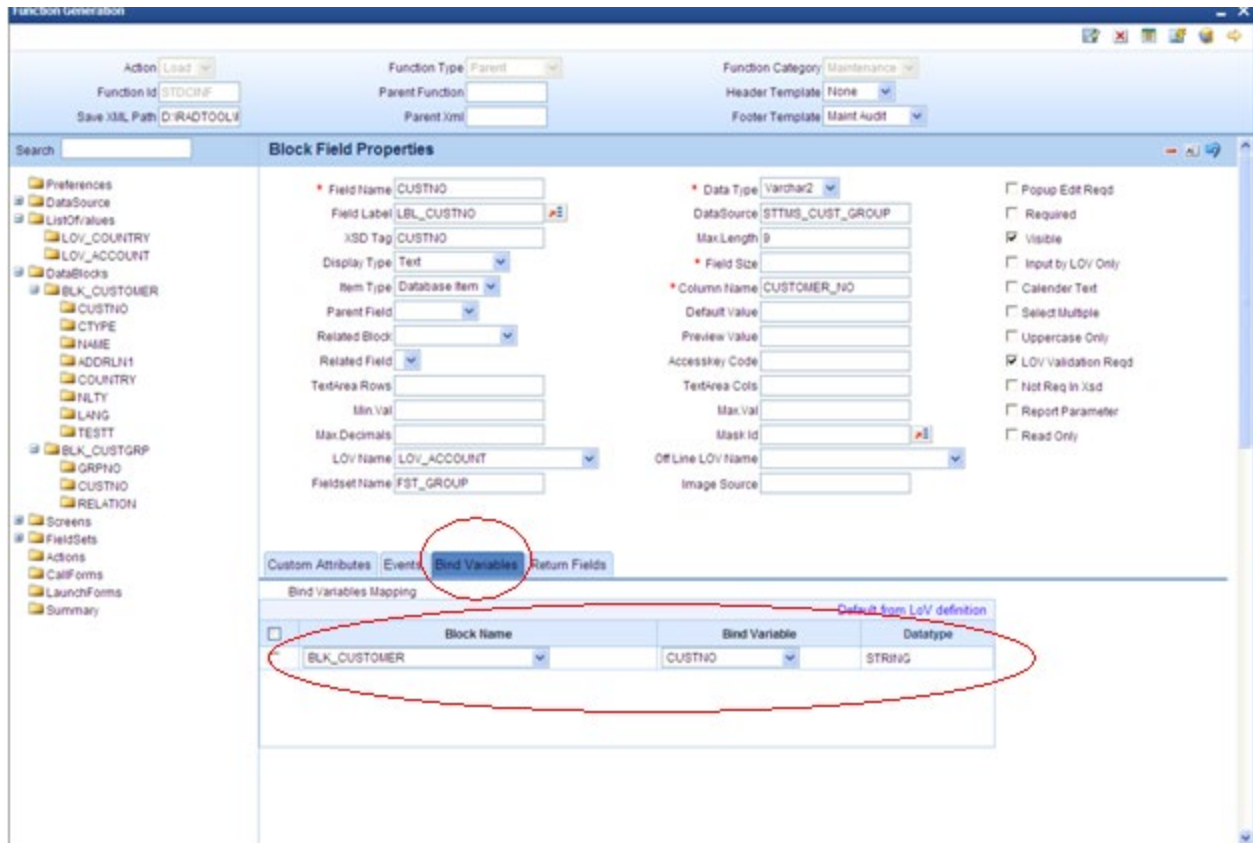 Function Generation
Action Load Function Type Parent Function Category Maintenance
Function Id STDCINF Parent Function Header Template None
Save XML Path D:\RADTOOL\ Parent Xml Footer Template Maint Audit
Search Block Field Properties
Preferences
DataSource
ListOfValues
LOV_COUNTRY
LOV_ACCOUNT
DataBlocks
BLK_CUSTOMER
CUSTNO
CTYPE
NAME
ADDRLN1
COUNTRY
NLTY
LANG
TESTT
BLK_CUSTGRP
GRPNO
CUSTNO
RELATION
Screens
FieldSets
Actions
CallForms
LaunchForms
Summary
* Field Name CUSTNO * Data Type Varchar2 Popup Edit Reqd
Field Label LBL_CUSTNO DataSource STTMS_CUST_GROUP Required
XSD Tag CUSTNO Max.Length 9 Visible
Display Type Text * Field Size Input by LOV Only
Item Type Database Item * Column Name CUSTOMER_NO Calender Text
Parent Field Default Value Select Multiple
Related Block Preview Value Uppercase Only
Related Field Accesskey Code LOV Validation Reqd
TextArea Rows TextArea Cols Not Req In Xsd
Min.Val Max.Val Report Parameter
Max.Decimals Mask Id Read Only
LOV Name LOV_ACCOUNT Off Line LOV Name
Fieldset Name FST_GROUP Image Source
Custom Attributes Events Bind Variables Return Fields
Bind Variables Mapping
Default from LoV definition
Block Name Bind Variable Datatype
BLK_CUSTOMER CUSTNO STRING